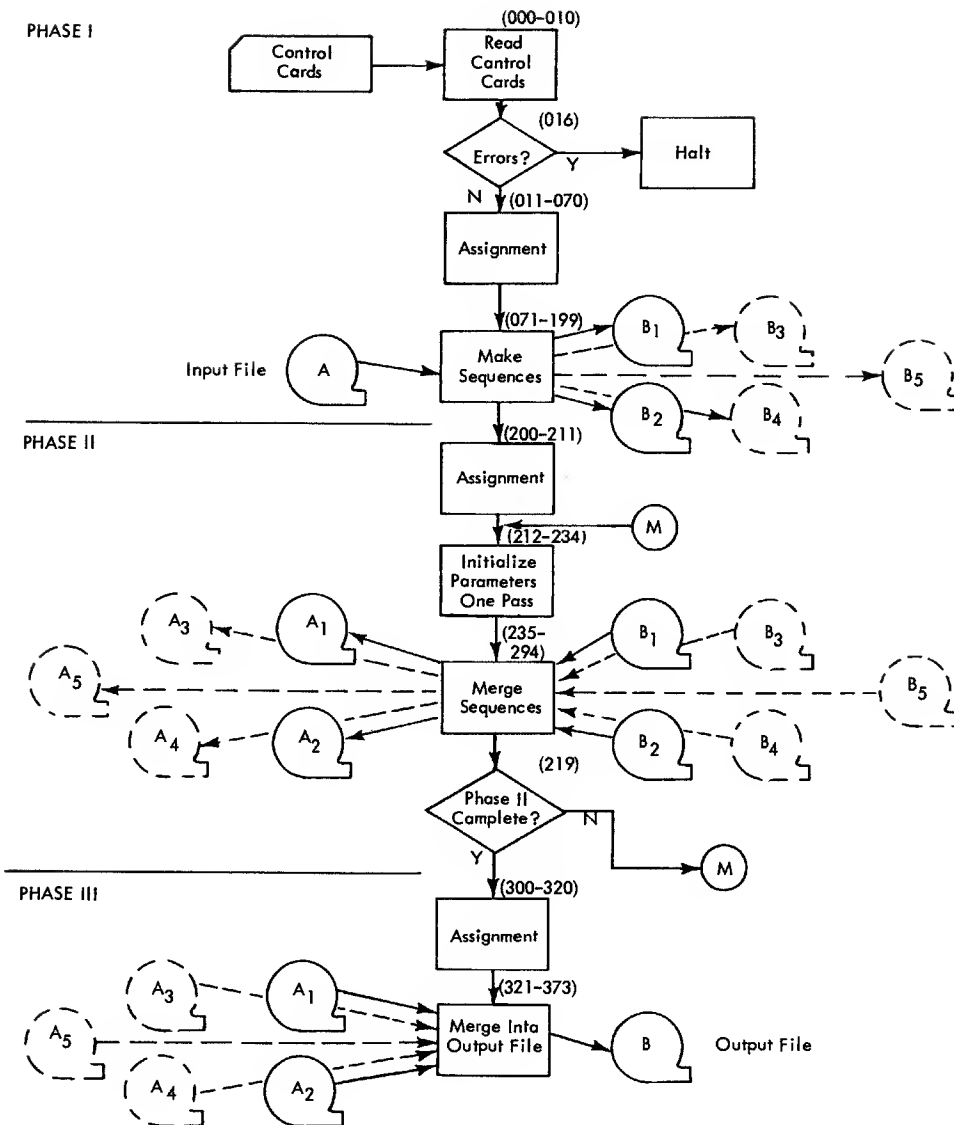 PHASE I
(000-010)
Control
Cards
Read
Cantrol
Cards
(016)
Errors?
Y
Halt
N
(011-070)
Assignment
(071-199)
Input File
A
Make
Sequences
B1
B3
B5
B2
B4
PHASE II
(200-211)
Assignment
M
(212-234)
Initialize
Parameters
One Pass
(235-
294)
A3
A1
B1
B3
A5
Merge
Sequences
B5
A4
A2
B2
B4
(219)
Phase II
Camplete?
N
Y
M
PHASE III
(300-320)
Assignment
(321-373)
A3
A1
A5
Merge Inta
Output File
B
Output File
A4
A2